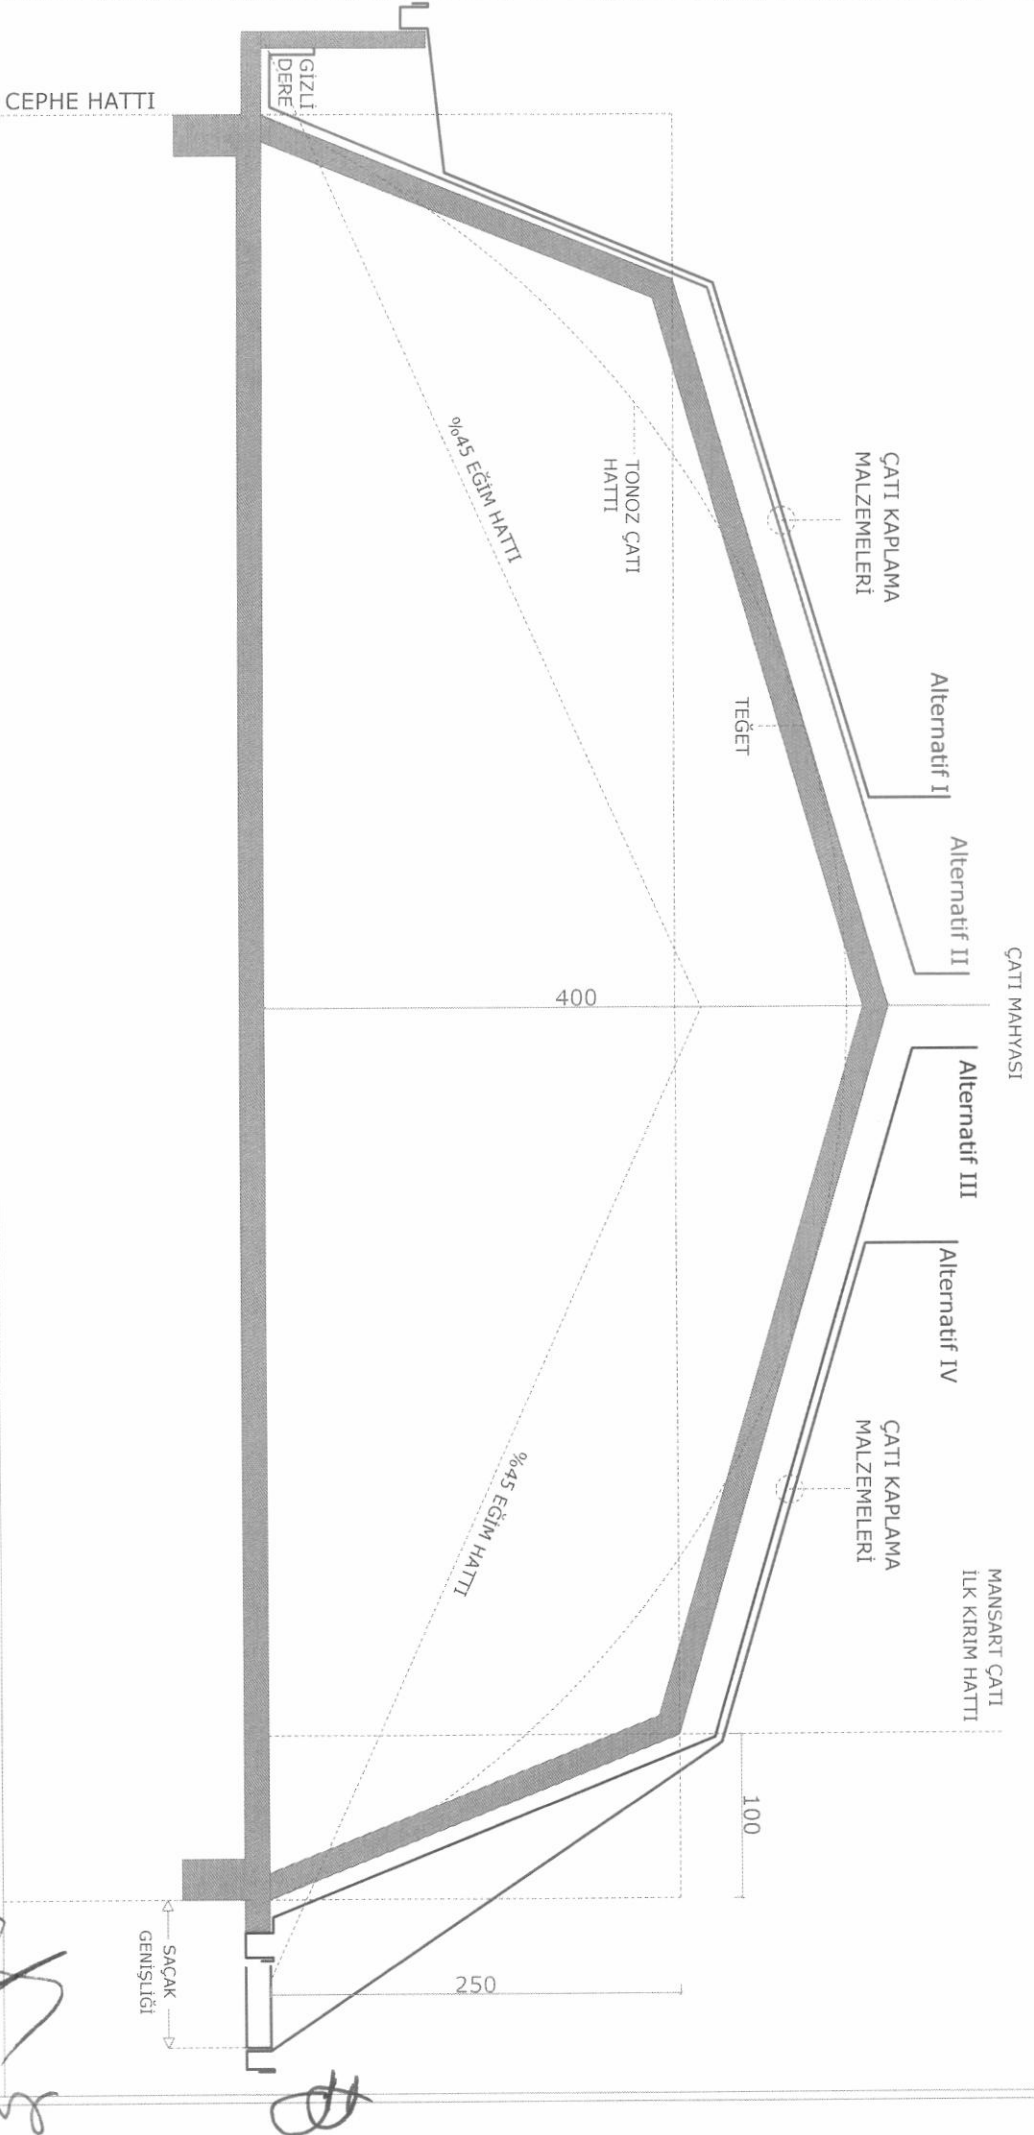 CEPHE HATTI
GİZLİ
DERE
%45 EĞİM HATTI
TONOZ ÇATI
HATTI
TEĞET
ÇATI KAPLAMA
MALZEMELERİ
Alternatif I
Alternatif II
ÇATI MAHYASI
400
Alternatif III
Alternatif IV
ÇATI KAPLAMA
MALZEMELERİ
%45 EĞİM HATTI
MANSART ÇATI
İLK KIRIM HATTI
100
250
SAÇAK
GENİŞLİĞİ